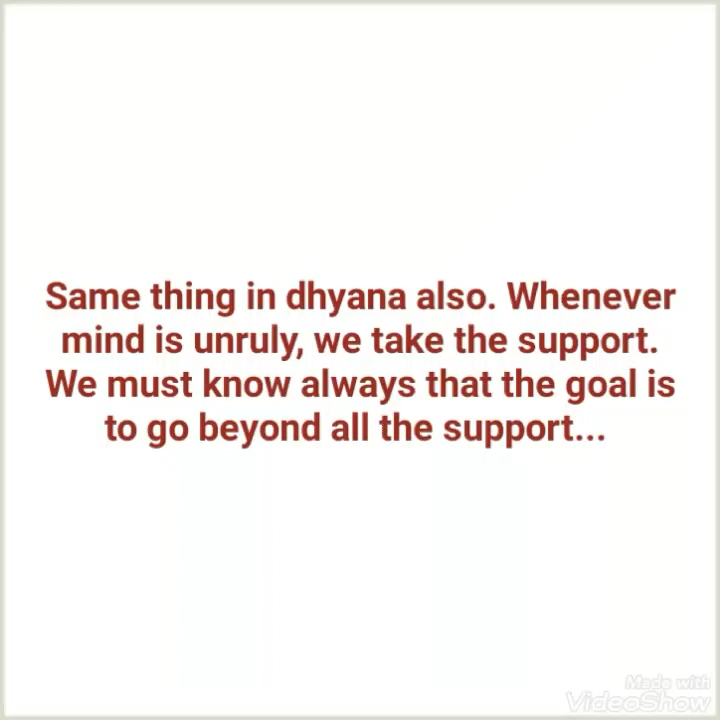 Same thing in dhyana also. Whenever
mind is unruly, we take the support.
We must know always that the goal is
to go beyond all the support...
Made with
VideoShow